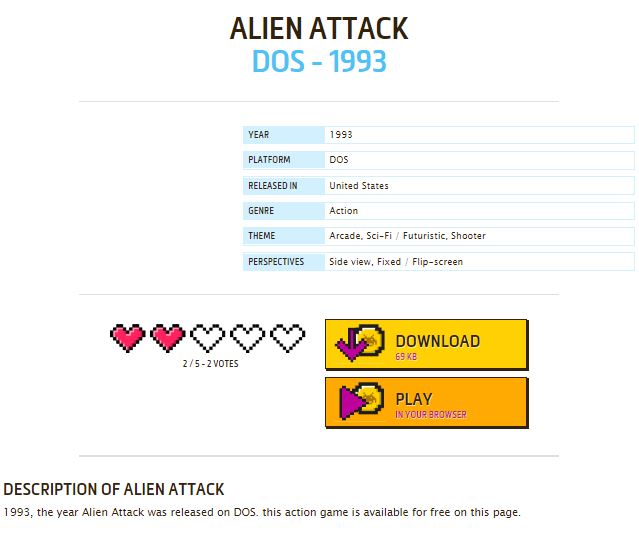 ALIEN ATTACK
DOS - 1993
YEAR 1993
PLATFORM DOS
RELEASED IN United States
GENRE Action
THEME Arcade, Sci-Fi / Futuristic, Shooter
PERSPECTIVES Side view, Fixed / Flip-screen
2 / 5 - 2 VOTES
DOWNLOAD
69 KB
PLAY
IN YOUR BROWSER
DESCRIPTION OF ALIEN ATTACK
1993, the year Alien Attack was released on DOS. this action game is available for free on this page.